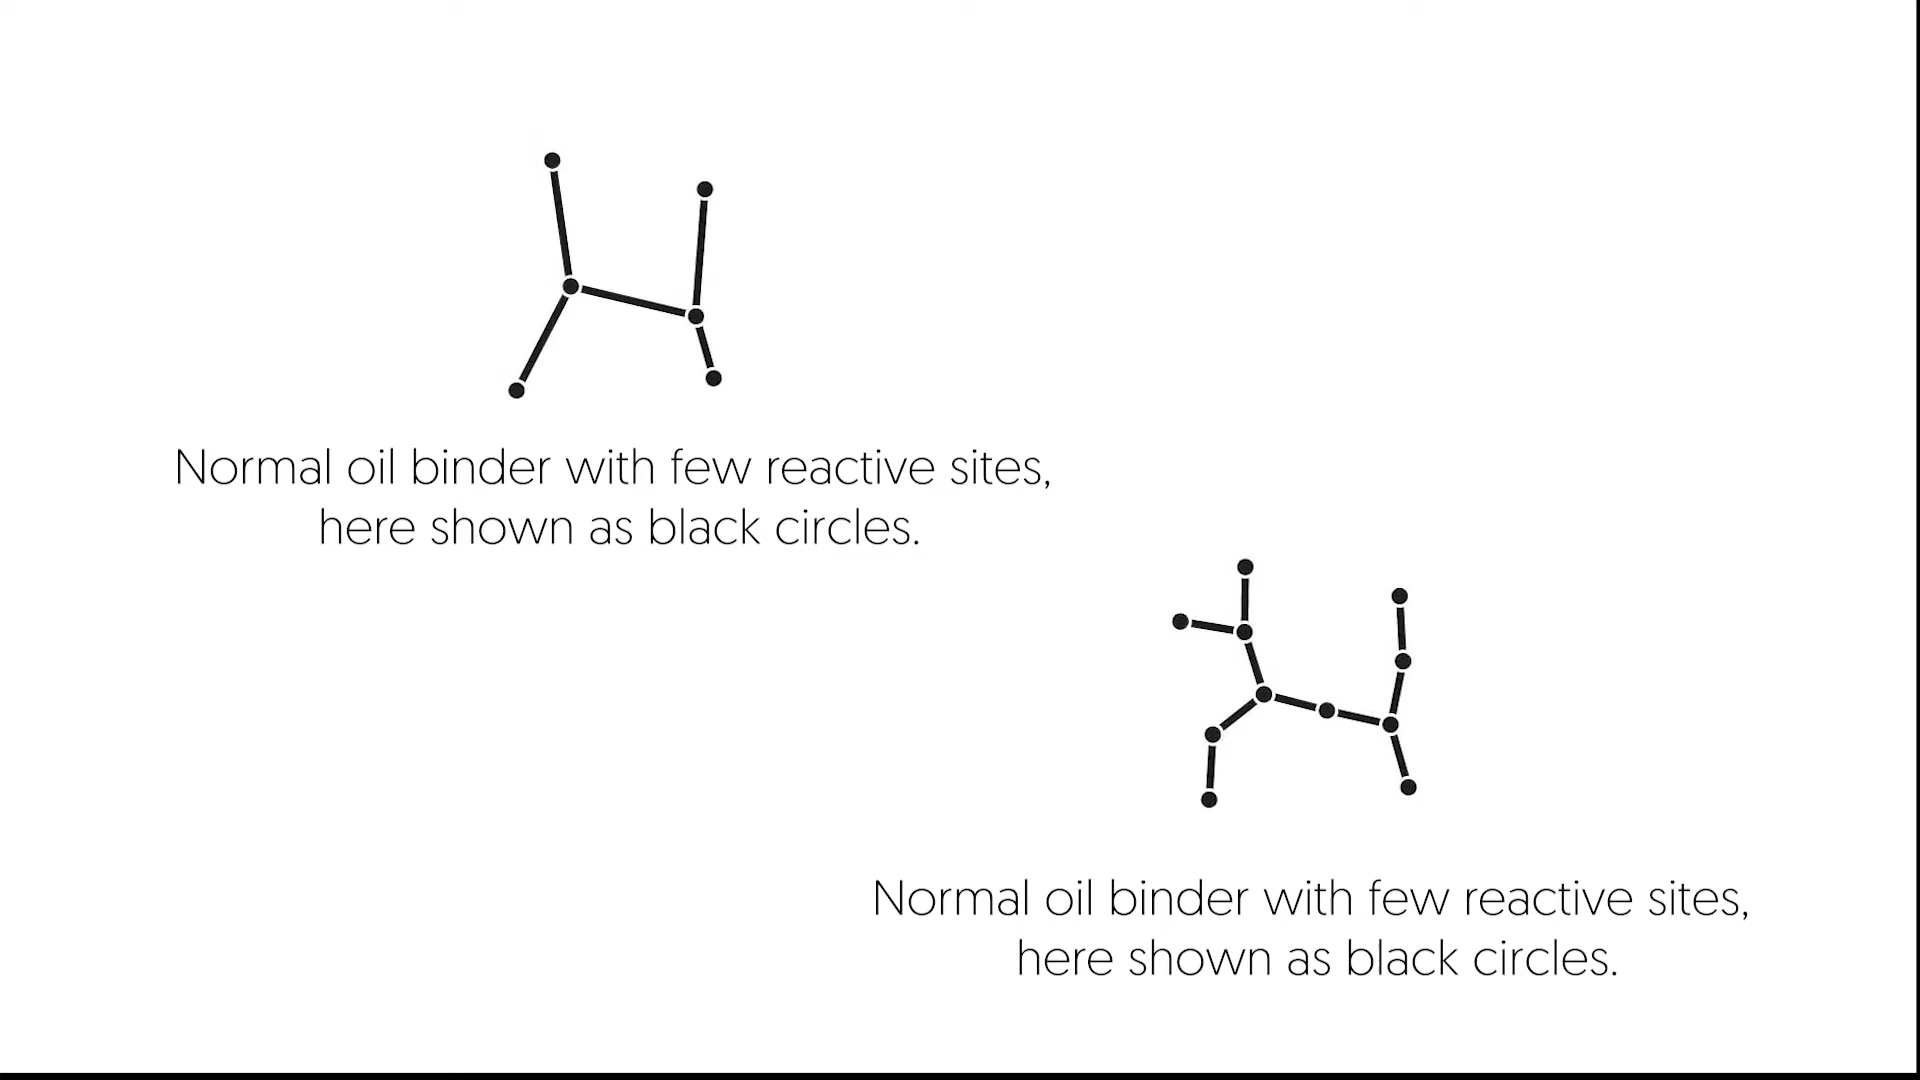 Normal oil binder with few reactive sites,
here shown as black circles.
Normal oil binder with few reactive sites,
here shown as black circles.